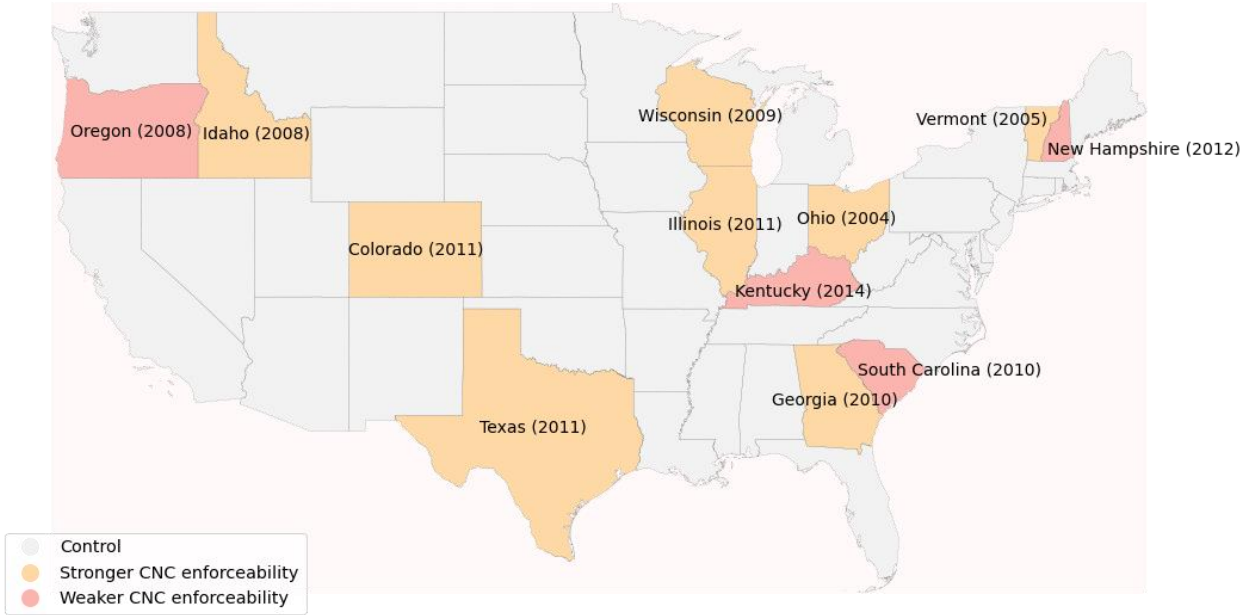 Wisconsin (2009)
Vermont (2005)
Oregon (2008)
Idaho (2008)
New Hampshire (2012)
Illinois (2011)
Ohio (2004)
Colorado (2011)
Kentucky (2014)
South Carolina (2010)
Georgia (2010)
Texas (2011)
Control
Stronger CNC enforceability
Weaker CNC enforceability